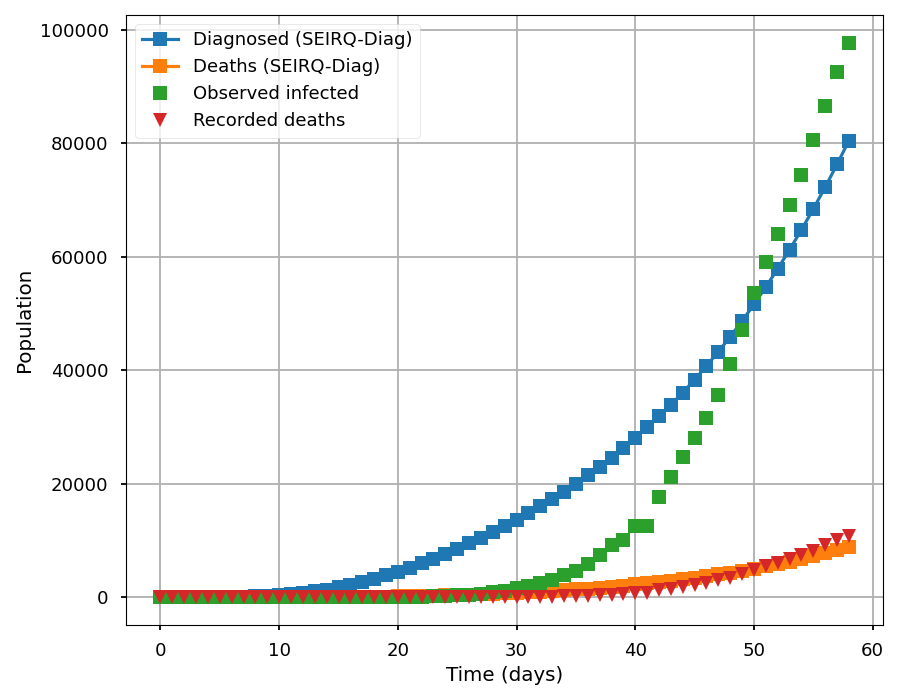 100000
80000
60000
40000
20000
0
Population
Diagnosed (SEIRQ-Diag)
Deaths (SEIRQ-Diag)
Observed infected
Recorded deaths
0 10 20 30 40 50 60
Time (days)